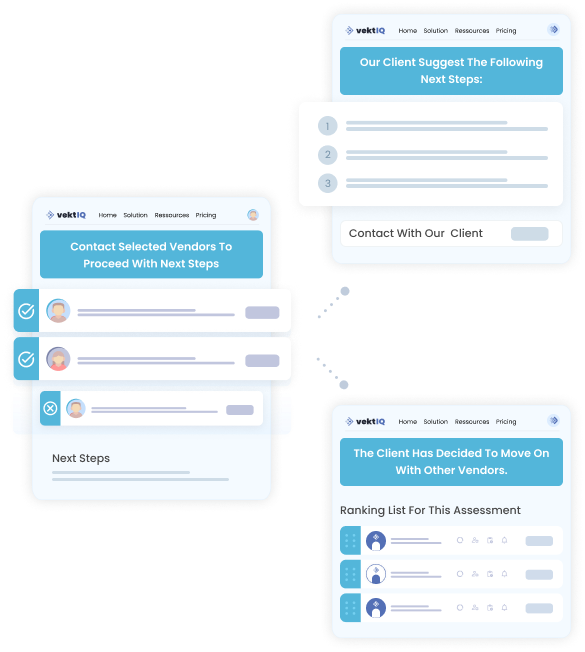 vektIQ Home Solution Ressources Pricing
Our Client Suggest The Following
Next Steps:
1
2
3
Contact With Our Client
vektIQ Home Solution Ressources Pricing
Contact Selected Vendors To
Proceed With Next Steps
Next Steps
vektIQ Home Solution Ressources Pricing
The Client Has Decided To Move On
With Other Vendors.
Ranking List For This Assessment